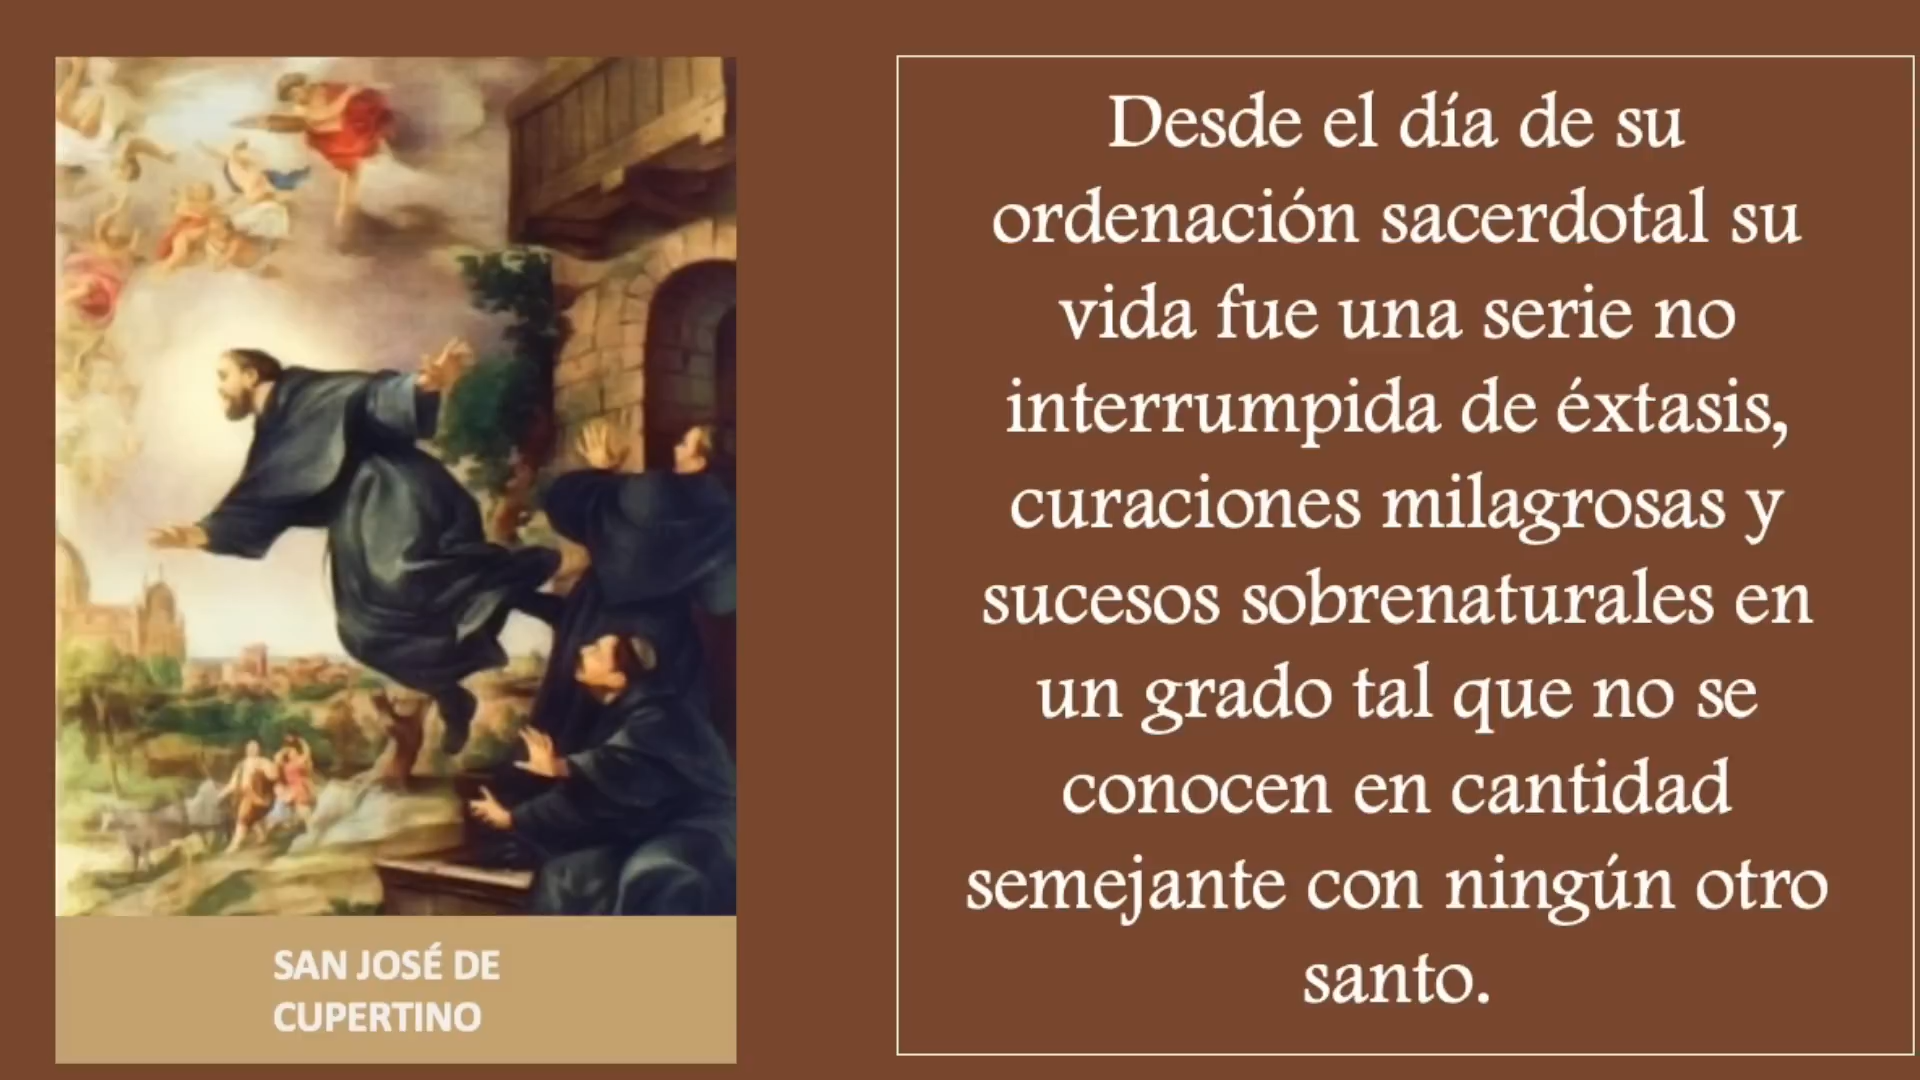 Desde el día de su
ordenación sacerdotal su
vida fue una serie no
interrumpida de éxtasis,
curaciones milagrosas y
sucesos sobrenaturales en
un grado tal que no se
conocen en cantidad
semejante con ningún otro
santo.
SAN JOSÉ DE
CUPERTINO